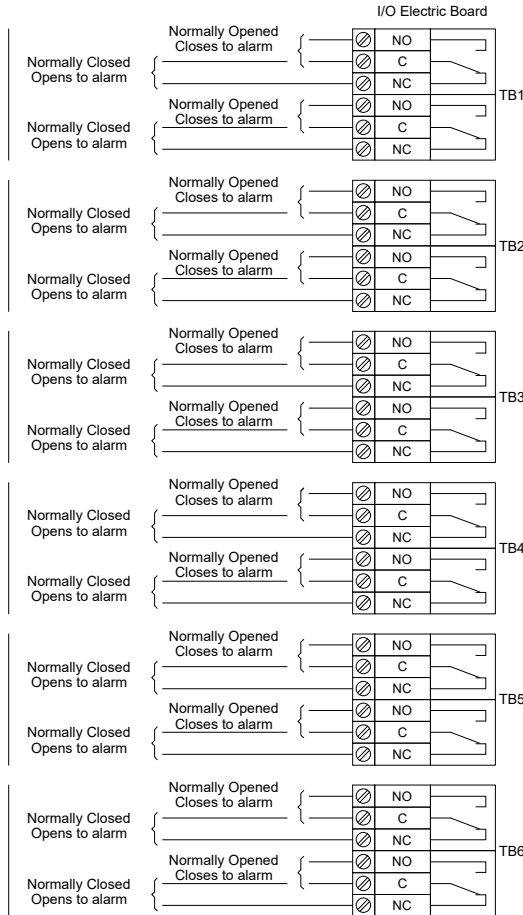 I/O Electric Board
Normally Opened
Closes to alarm
NO
Normally Closed
Opens to alarm
C
NC
TB1
Normally Opened
Closes to alarm
NO
Normally Closed
Opens to alarm
C
NC
Normally Opened
Closes to alarm
NO
Normally Closed
Opens to alarm
C
NC
TB2
Normally Opened
Closes to alarm
NO
Normally Closed
Opens to alarm
C
NC
Normally Opened
Closes to alarm
NO
Normally Closed
Opens to alarm
C
NC
TB3
Normally Opened
Closes to alarm
NO
Normally Closed
Opens to alarm
C
NC
Normally Opened
Closes to alarm
NO
Normally Closed
Opens to alarm
C
NC
TB4
Normally Opened
Closes to alarm
NO
Normally Closed
Opens to alarm
C
NC
Normally Opened
Closes to alarm
NO
Normally Closed
Opens to alarm
C
NC
TB5
Normally Opened
Closes to alarm
NO
Normally Closed
Opens to alarm
C
NC
Normally Opened
Closes to alarm
NO
Normally Closed
Opens to alarm
C
NC
TB6
Normally Opened
Closes to alarm
NO
Normally Closed
Opens to alarm
C
NC